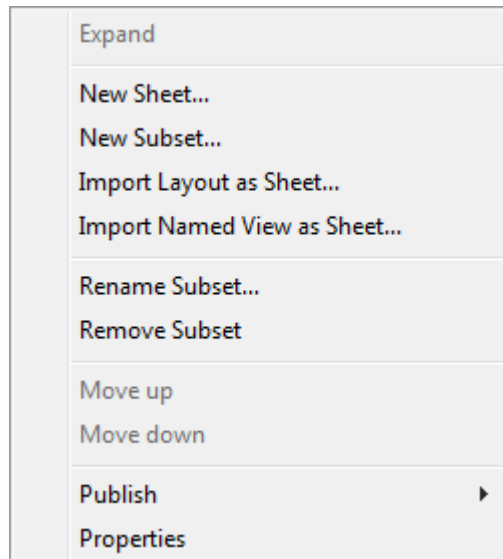 Expand
New Sheet...
New Subset...
Import Layout as Sheet...
Import Named View as Sheet...
Rename Subset...
Remove Subset
Move up
Move down
Publish
Properties